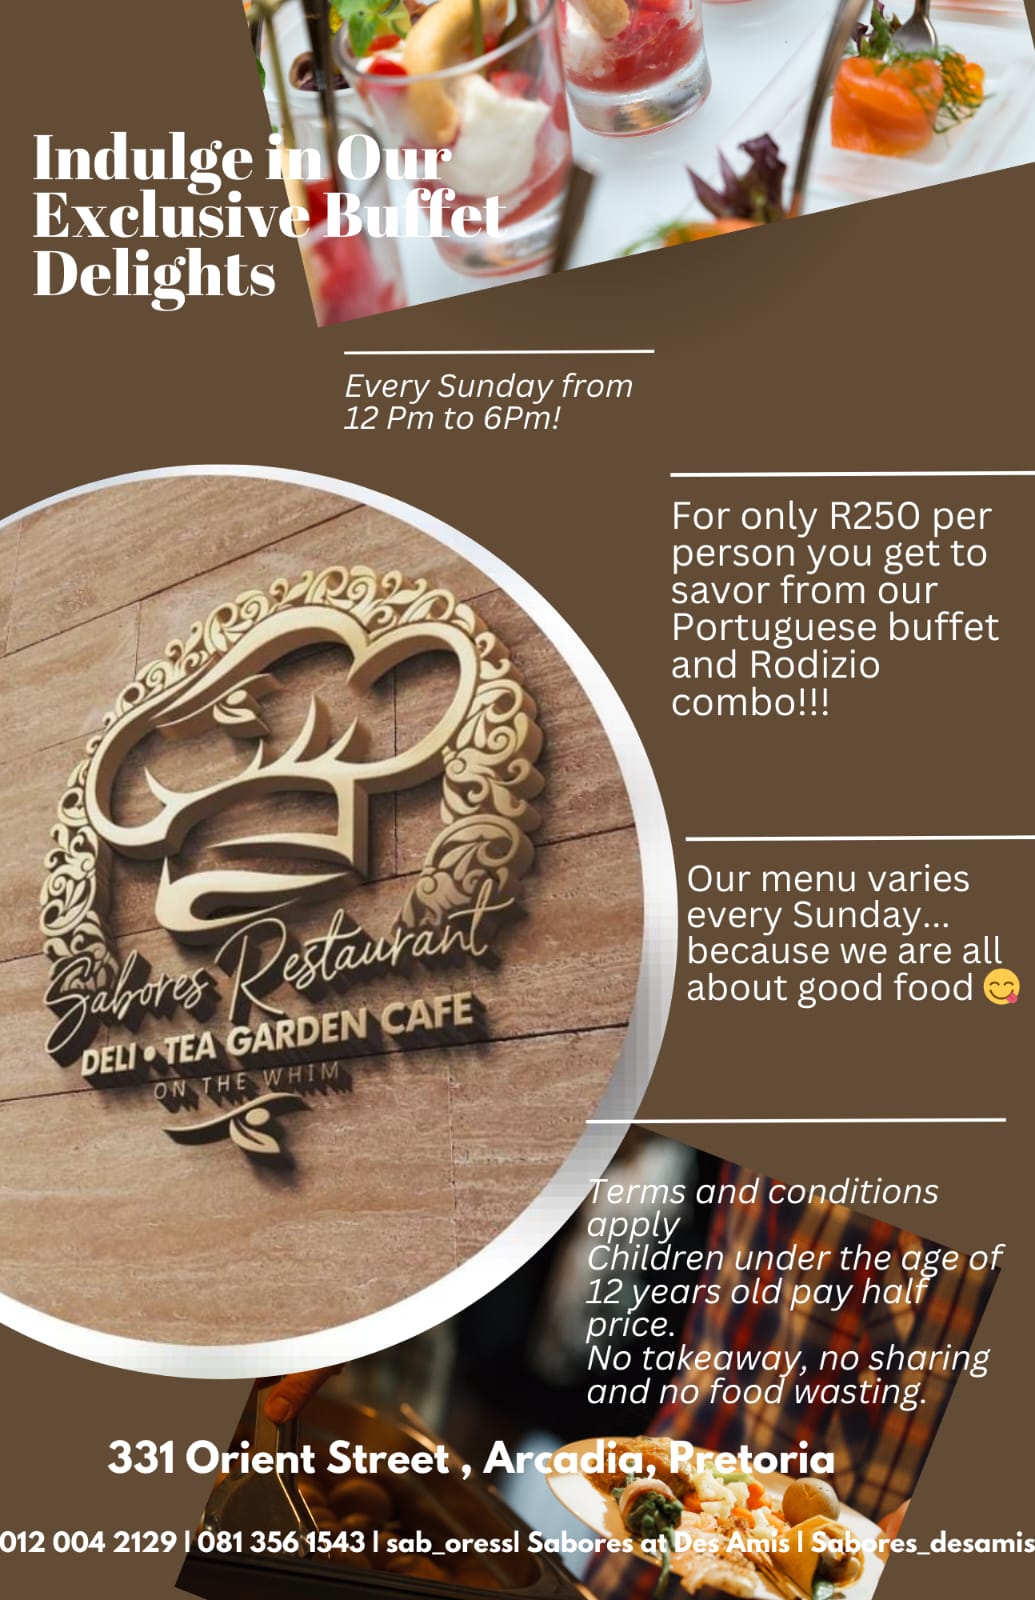 Indulge in Our
Exclusive Buffet
Delights
Every Sunday from
12 Pm to 6Pm!
For only R250 per
person you get to
savor from our
Portuguese buffet
and Rodizio
combo!!!
Sabores Restaurant
DELI • TEA GARDEN CAFE
ON THE WHIM
Our menu varies
every Sunday...
because we are all
about good food 😋
Terms and conditions
apply
Children under the age of
12 years old pay half
price.
No takeaway, no sharing
and no food wasting.
331 Orient Street , Arcadia, Pretoria
012 004 2129 | 081 356 1543 | sab_oress| Sabores at Des Amis | Sabores_desamis